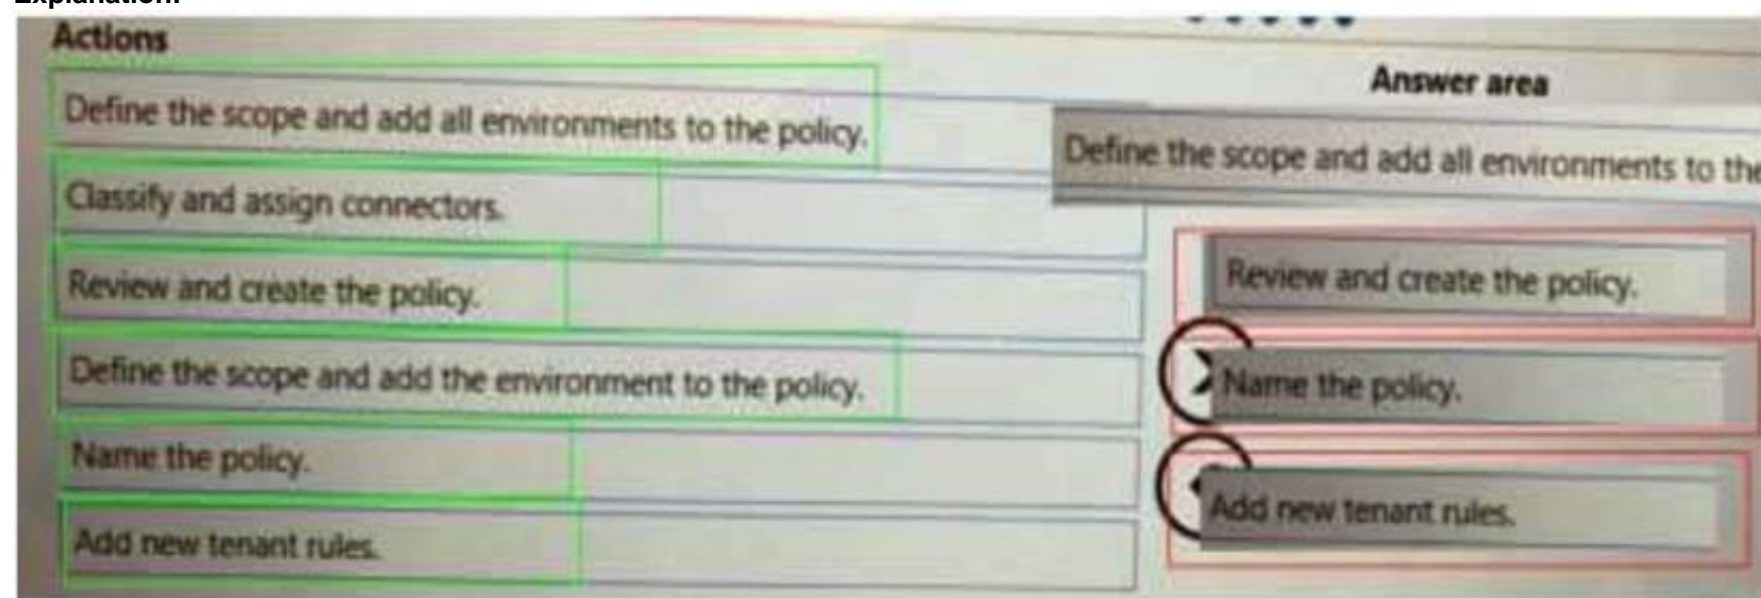 Explanation:
Actions
Define the scope and add all environments to the policy.
Classify and assign connectors.
Review and create the policy.
Define the scope and add the environment to the policy.
Name the policy.
Add new tenant rules.
Answer area
Define the scope and add all environments to the
Review and create the policy.
Name the policy.
Add new tenant rules.